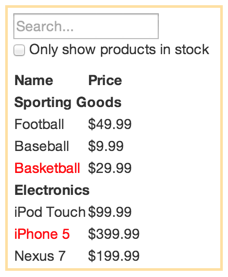 Search...
Only show products in stock
Name Price
Sporting Goods
Football $49.99
Baseball $9.99
Basketball $29.99
Electronics
iPod Touch $99.99
iPhone 5 $399.99
Nexus 7 $199.99